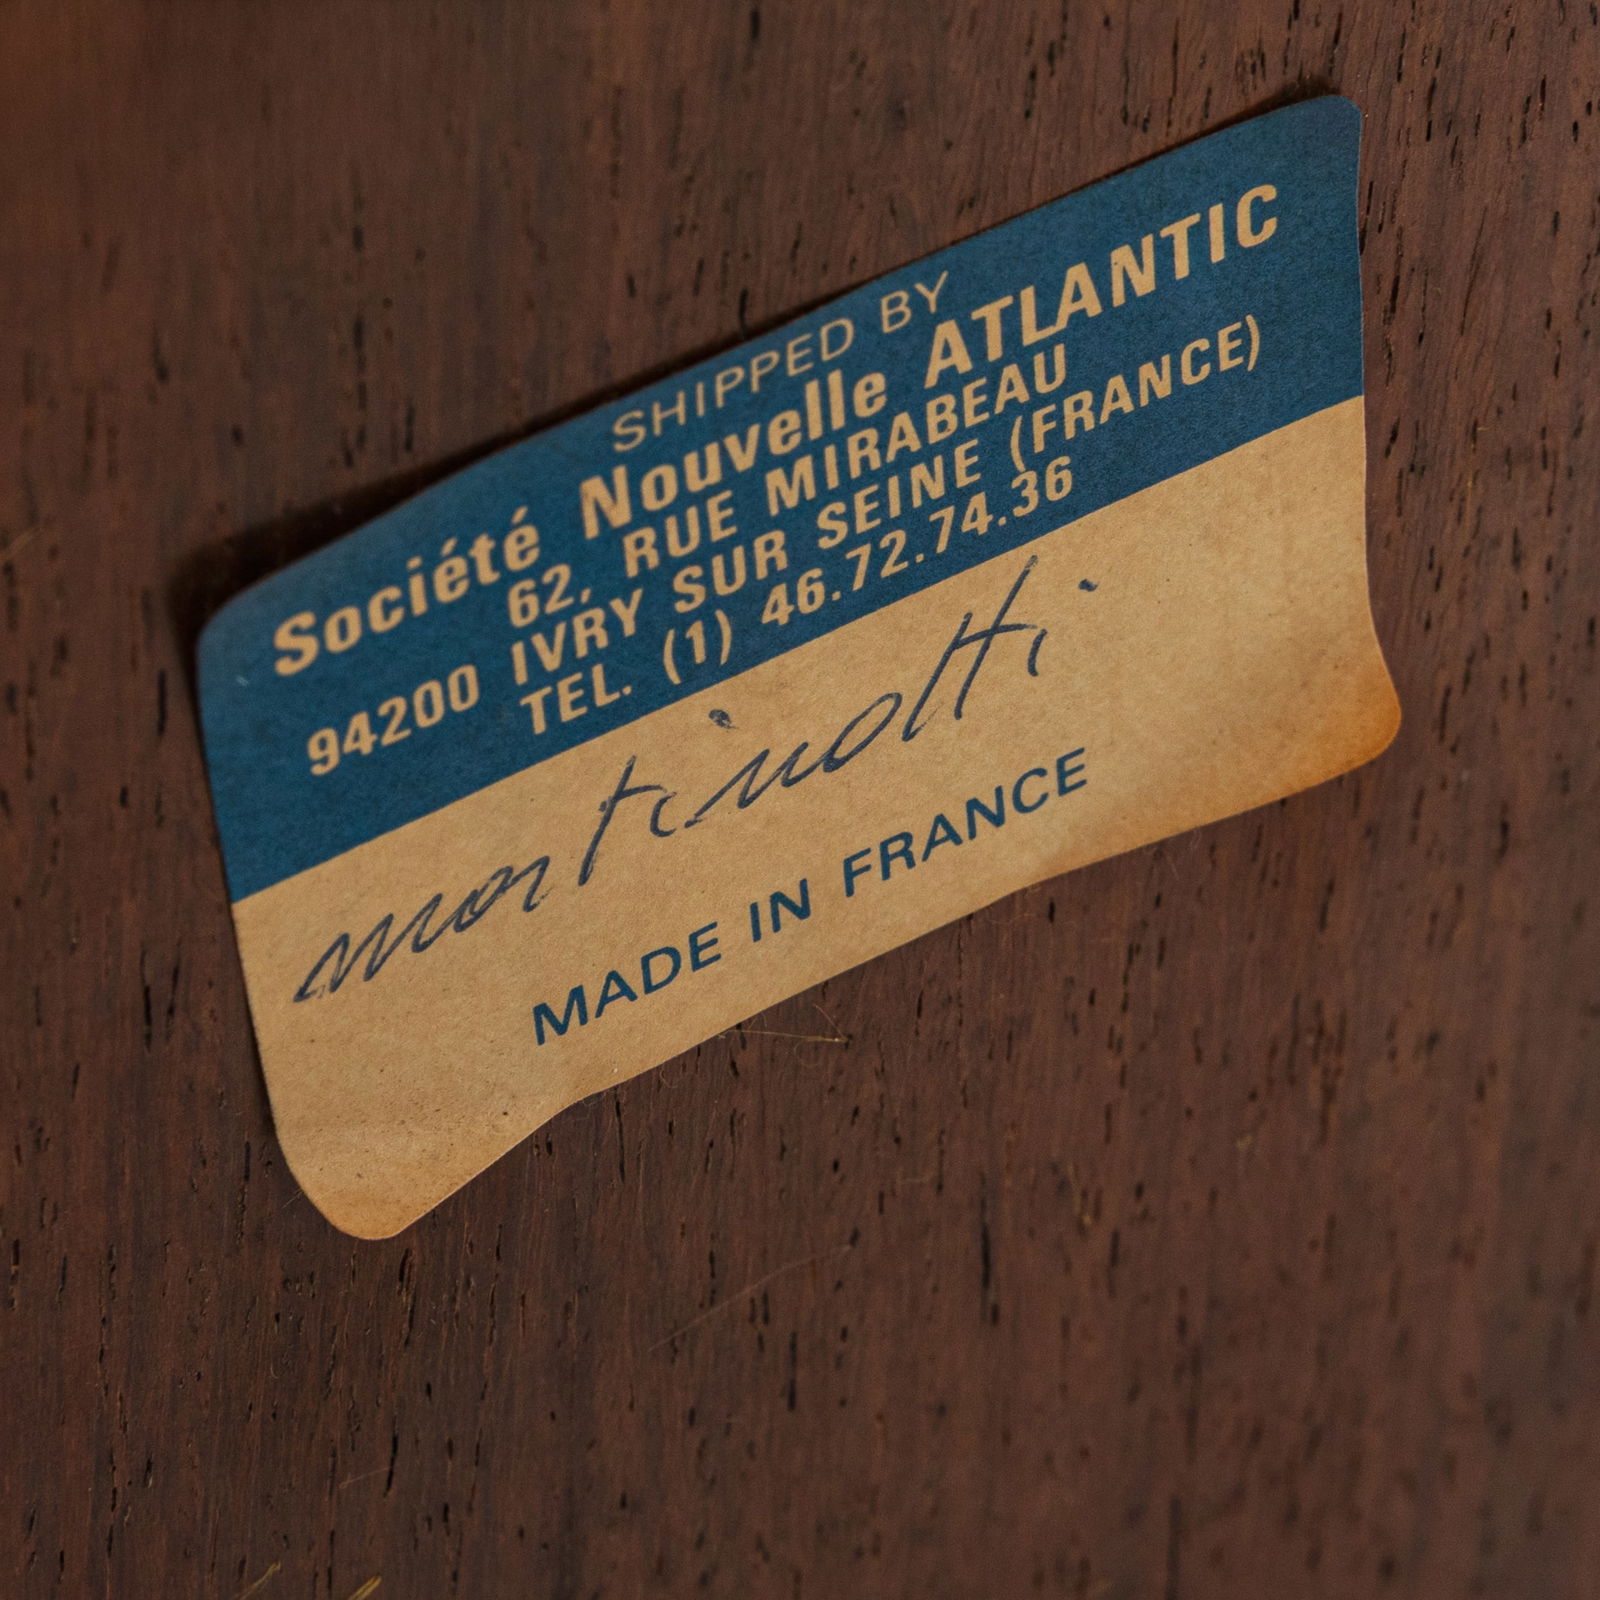 SHIPPED BY
Société Nouvelle ATLANTIC
62, RUE MIRABEAU
94200 IVRY SUR SEINE (FRANCE)
TEL. (1) 46.72.74.36
martinotti
MADE IN FRANCE